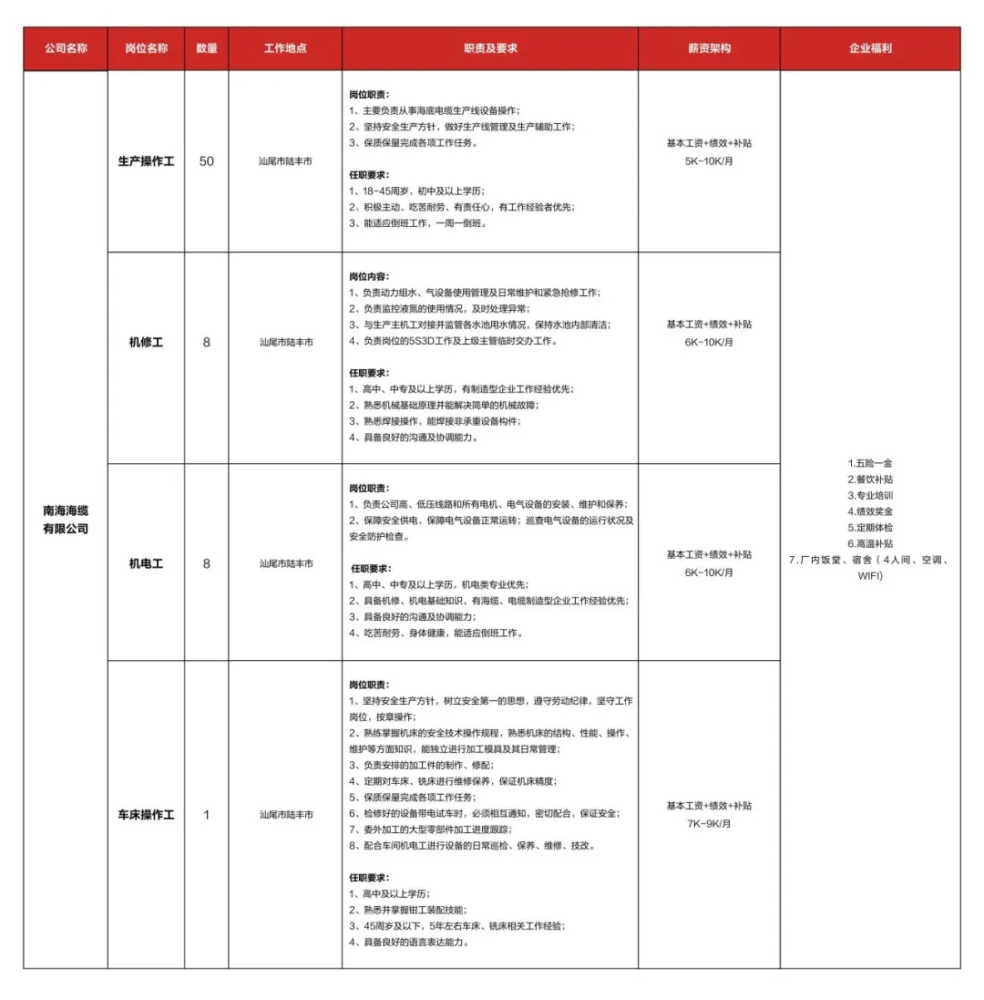 公司名称 岗位名称 数量 工作地点 职责及要求 薪资架构 企业福利
南海海缆
有限公司
生产操作工
50
汕尾市陆丰市
岗位职责：
1、主要负责从事海底电缆生产线设备操作；
2、坚持安全生产方针，做好生产线管理及生产辅助工作；
3、保质保量完成各项工作任务。
任职要求：
1、18-45周岁，初中及以上学历；
2、积极主动、吃苦耐劳、有责任心，有工作经验者优先；
3、能适应倒班工作，一周一倒班。
基本工资+绩效+补贴
5K-10K/月
机修工
8
汕尾市陆丰市
岗位内容：
1、负责动力组水、气设备使用管理及日常维护和紧急抢修工作；
2、负责监控液氮的使用情况，及时处理异常；
3、与生产主机工对接并监管各水池用水情况，保持水池内部清洁；
4、负责岗位的5S3D工作及上级主管临时交办工作。
任职要求：
1、高中、中专及以上学历，有制造型企业工作经验优先；
2、熟悉机械基础原理并能解决简单的机械故障；
3、熟悉焊接操作，能焊接非承重设备构件；
4、具备良好的沟通及协调能力。
基本工资+绩效+补贴
6K-10K/月
机电工
8
汕尾市陆丰市
岗位职责：
1、负责公司高、低压线路和所有电机、电气设备的安装、维护和保养；
2、保障安全供电，保障电气设备正常运转；巡查电气设备的运行状况及
安全防护检查。
任职要求：
1、高中、中专及以上学历，机电类专业优先；
2、具备机修、机电基础知识，有海缆、电缆制造型企业工作经验优先；
3、具备良好的沟通及协调能力；
4、吃苦耐劳、身体健康，能适应倒班工作。
基本工资+绩效+补贴
6K-10K/月
车床操作工
1
汕尾市陆丰市
岗位职责：
1、坚持安全生产方针，树立安全第一的思想，遵守劳动纪律，坚守工作
岗位，按章操作；
2、熟练掌握机床的安全技术操作规程，熟悉机床的结构、性能、操作、
维护等方面知识，能独立进行加工模具及其日常管理；
3、负责安排的加工件的制作、修配；
4、定期对车床、铣床进行维修保养，保证机床精度；
5、保质保量完成各项工作任务；
6、检修好的设备带电试车时，必须相互通知，密切配合，保证安全；
7、委外加工的大型零部件加工进度跟踪；
8、配合车间机电工进行设备的日常巡检、保养、维修、技改。
任职要求：
1、高中及以上学历；
2、熟悉并掌握钳工装配技能；
3、45周岁及以下，5年左右车床、铣床相关工作经验；
4、具备良好的语言表达能力。
基本工资+绩效+补贴
7K-9K/月
1.五险一金
2.餐饮补贴
3.专业培训
4.绩效奖金
5.定期体检
6.高温补贴
7.厂内饭堂、宿舍（4人间、空调、
WIFI)